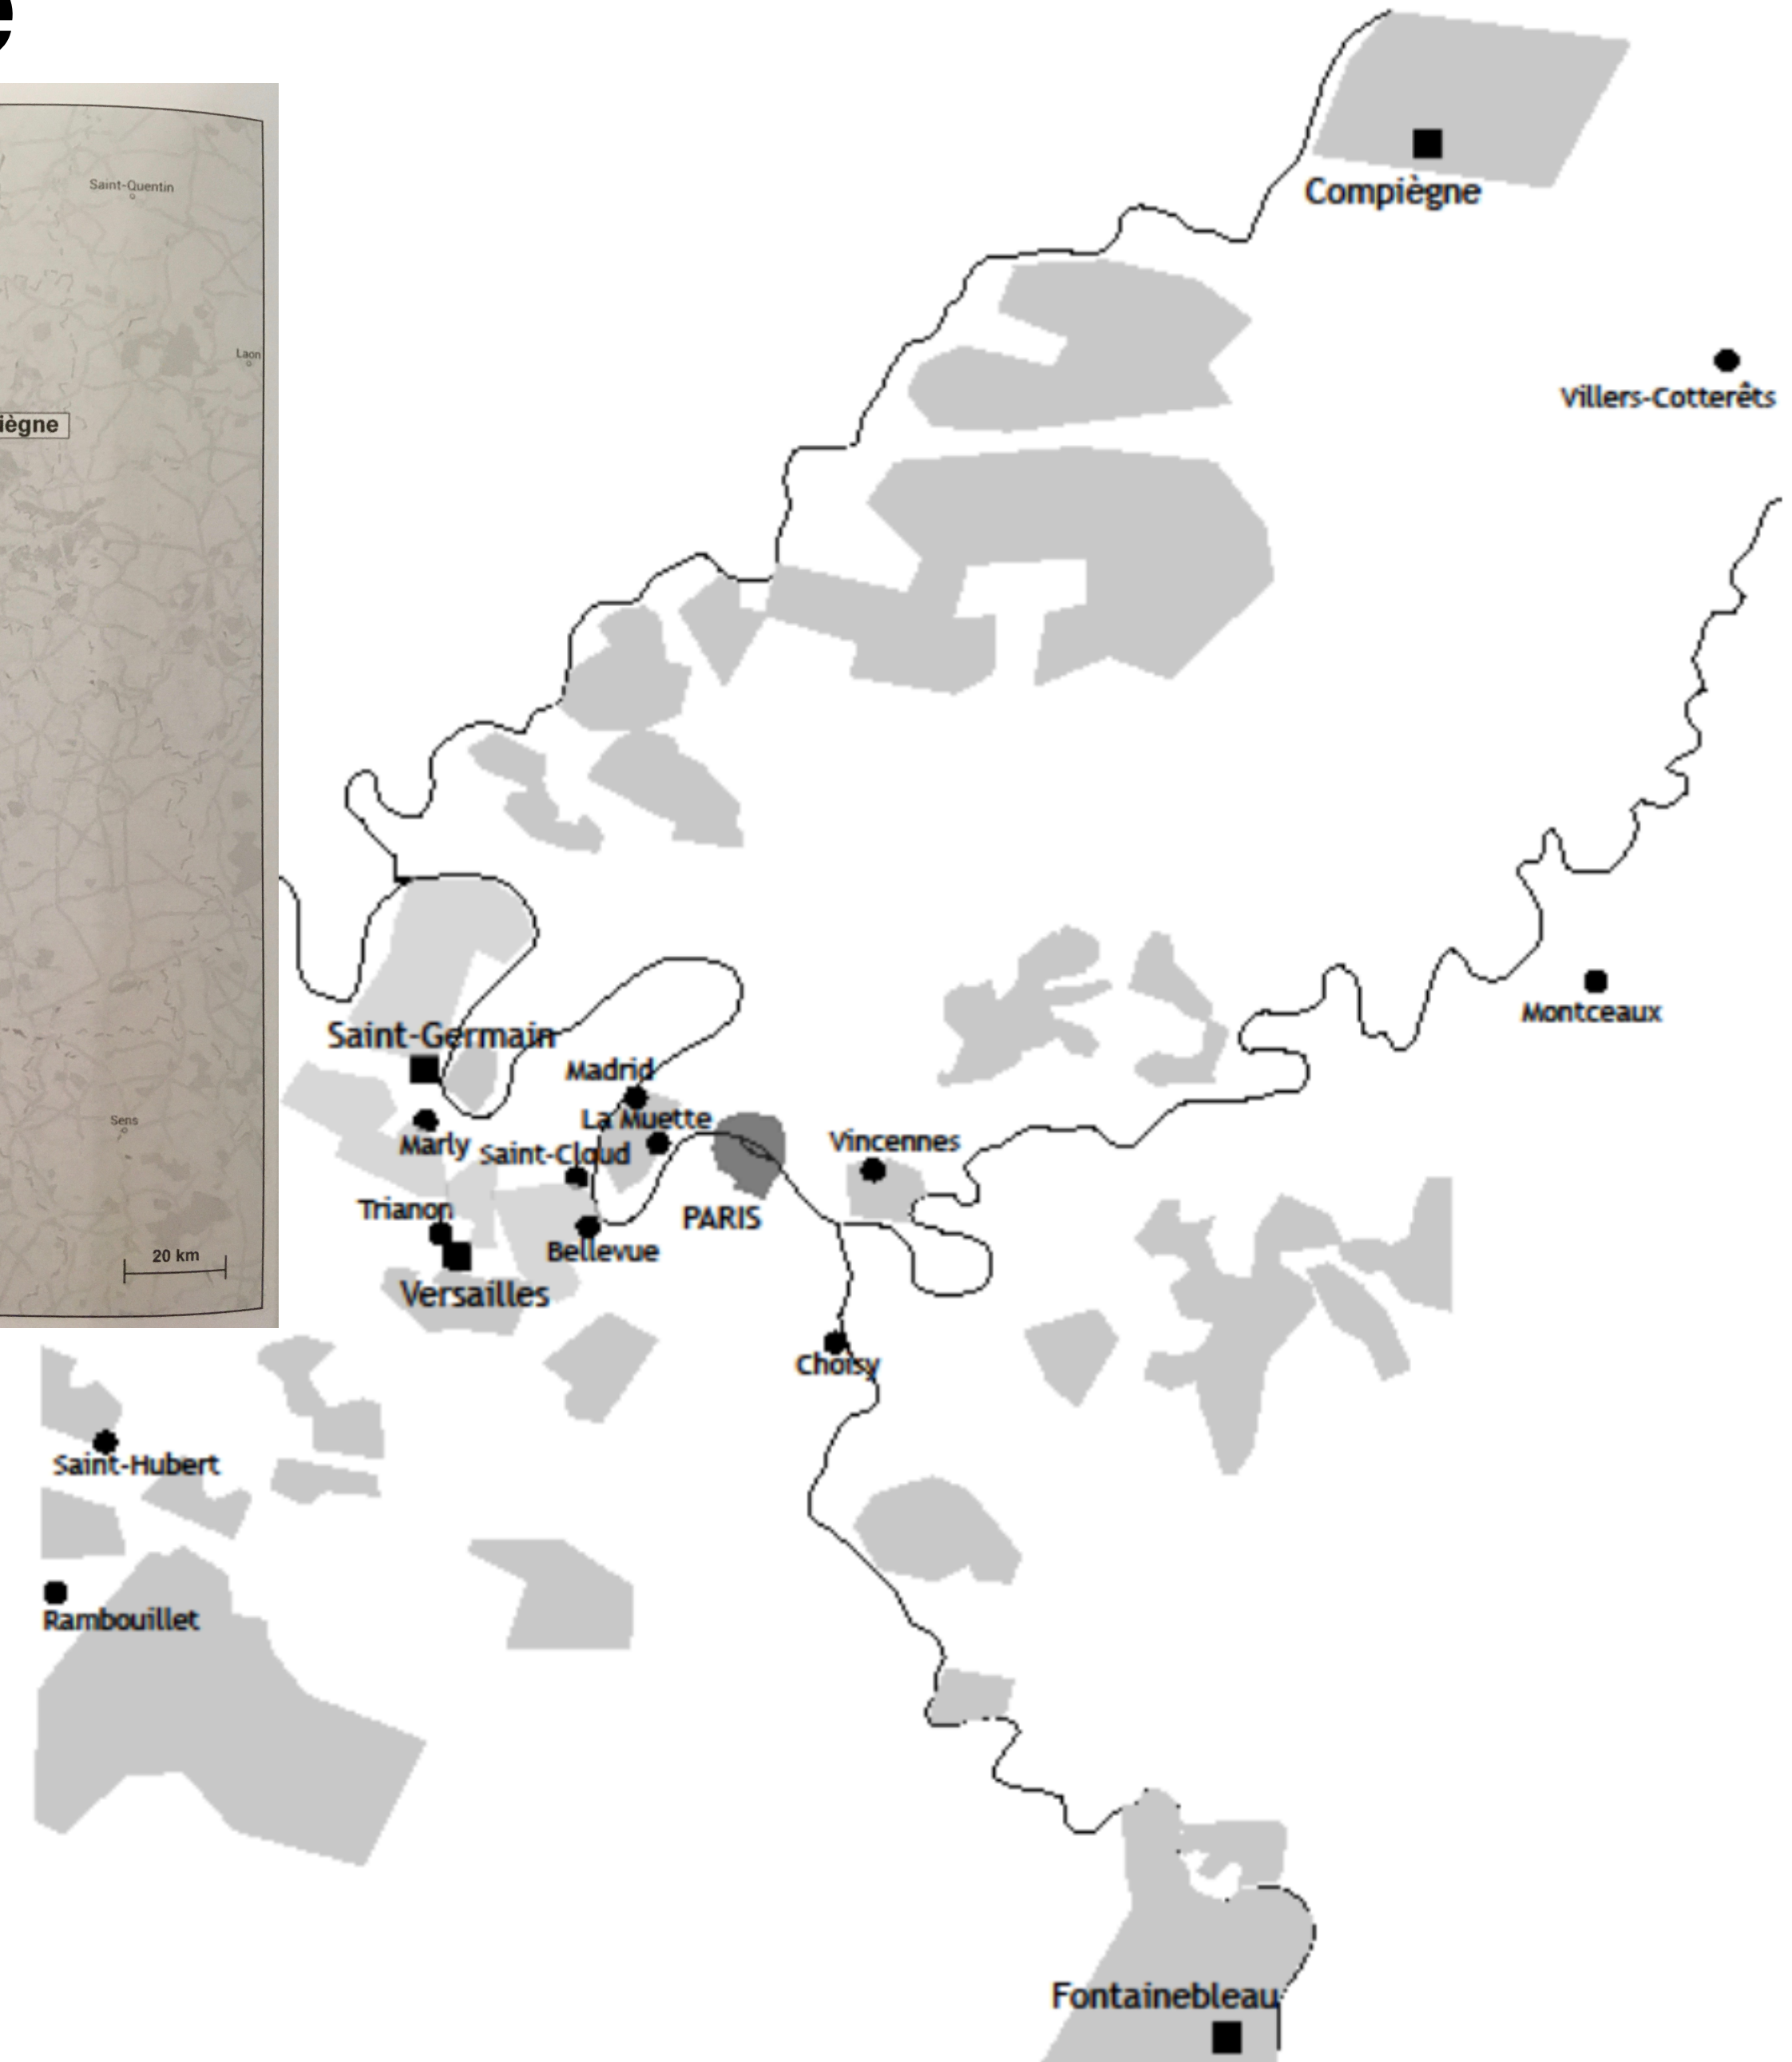 e
Saint-Quentin
Laon
iègne
Sens
20 km
Compiègne
Villers-Cotterêts
Montceaux
Saint-Germain
Madrid
La Muette
Marly
Saint-Cloud
Vincennes
Trianon
PARIS
Bellevue
Versailles
Choisy
Saint-Hubert
Rambouillet
Fontainebleau